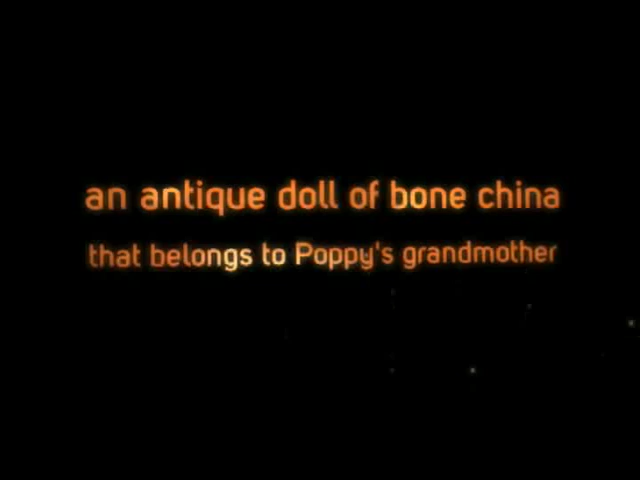 an antique doll of bone china
that belongs to Poppy's grandmother